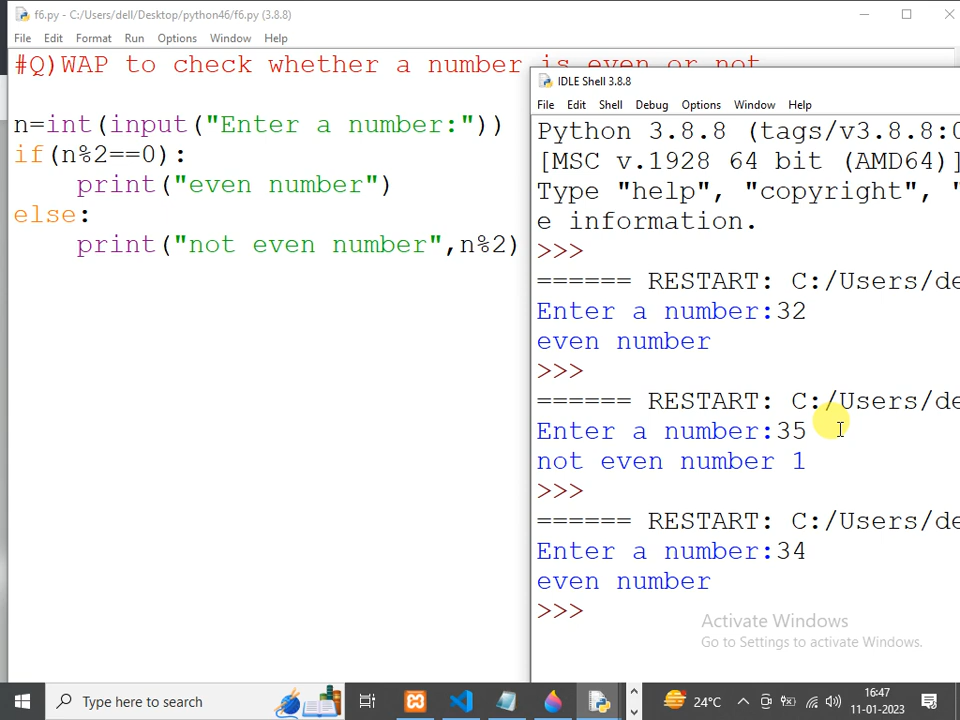 f6.py - C:/Users/dell/Desktop/python46/f6.py (3.8.8)
File Edit Format Run Options Window Help
#Q)WAP to check whether a number is even or not
n=int(input("Enter a number:"))
if(n%2==0):
    print("even number")
else:
    print("not even number",n%2)
IDLE Shell 3.8.8
File Edit Shell Debug Options Window Help
Python 3.8.8 (tags/v3.8.8:0
[MSC v.1928 64 bit (AMD64)]
Type "help", "copyright", "
e information.
>>>
====== RESTART: C:/Users/de
Enter a number:32
even number
>>>
====== RESTART: C:/Users/de
Enter a number:35
not even number 1
>>>
====== RESTART: C:/Users/de
Enter a number:34
even number
>>>
Activate Windows
Go to Settings to activate Windows.
Type here to search
24°C
16:47
11-01-2023